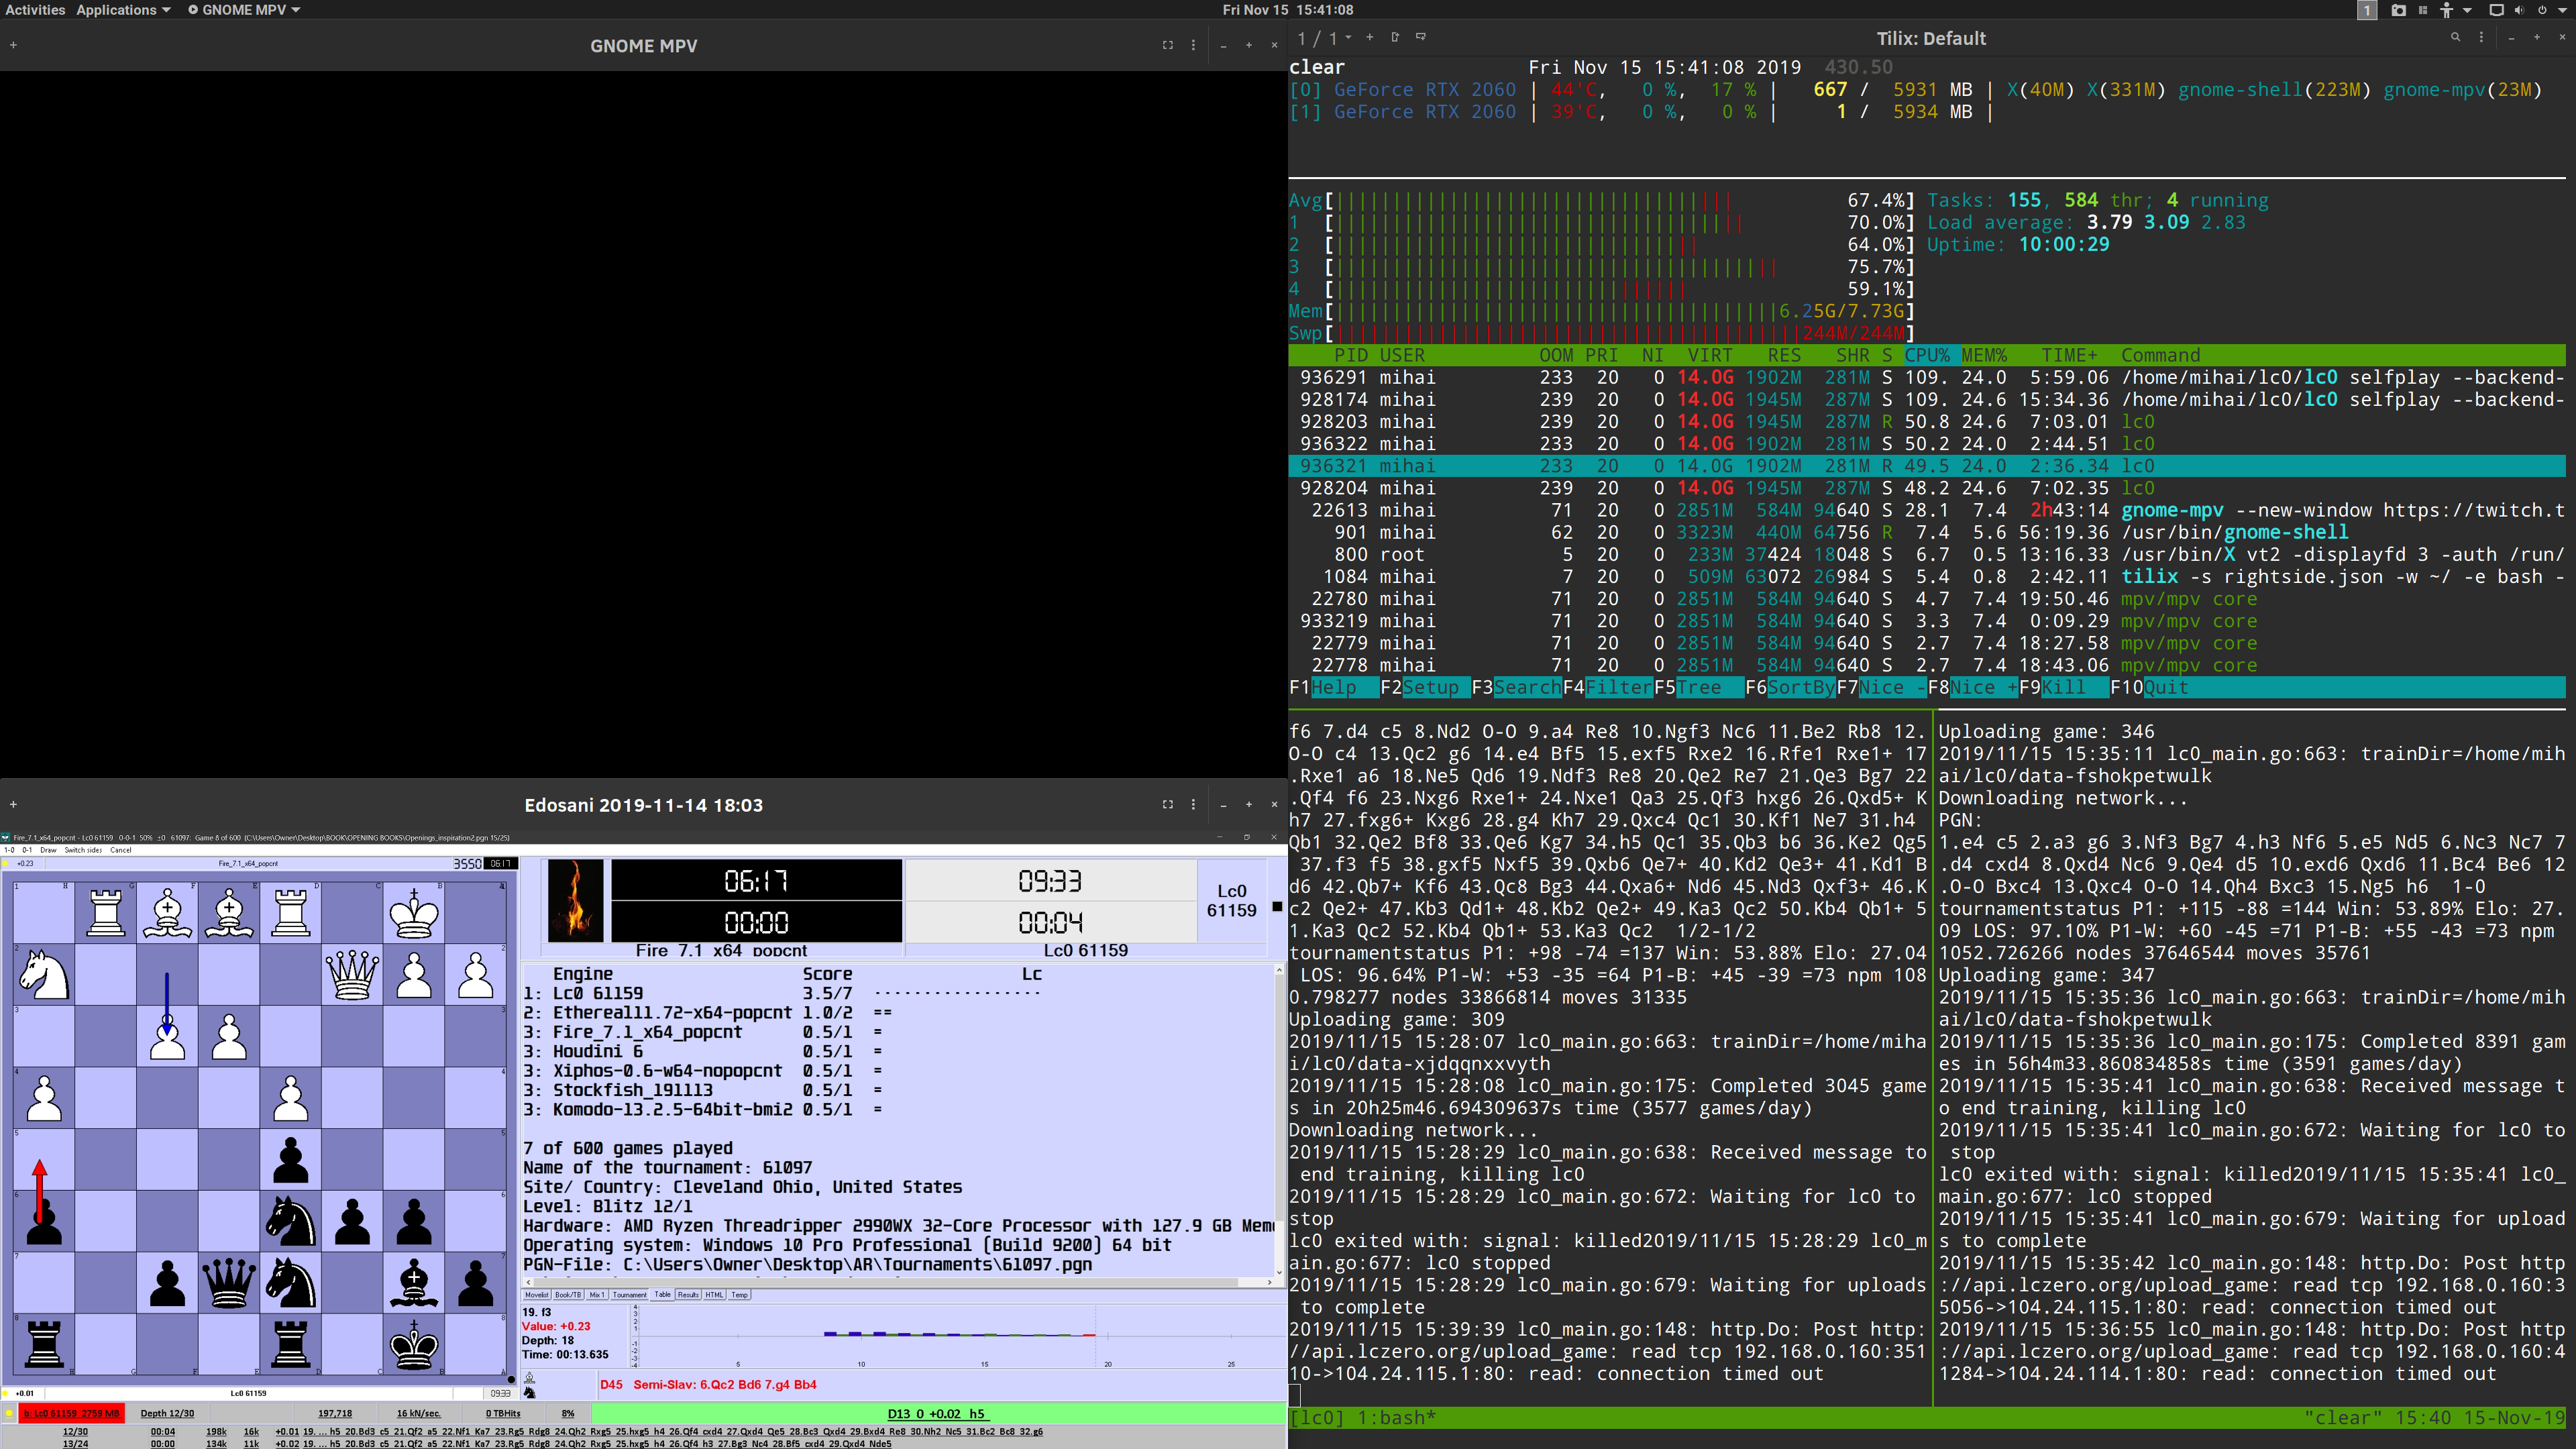 Activities Applications GNOME MPV Fri Nov 15 15:41:08 1
GNOME MPV
1 / 1 Tilix: Default
clear Fri Nov 15 15:41:08 2019 430.50
[0] GeForce RTX 2060 | 44'C, 0 %, 17 % | 667 / 5931 MB | X(40M) X(331M) gnome-shell(223M) gnome-mpv(23M)
[1] GeForce RTX 2060 | 39'C, 0 %, 0 % | 1 / 5934 MB |
Avg[ 67.4%] Tasks: 155, 584 thr; 4 running
1 [ 70.0%] Load average: 3.79 3.09 2.83
2 [ 64.0%] Uptime: 10:00:29
3 [ 75.7%]
4 [ 59.1%]
Mem[ 6.25G/7.73G]
Swp[ 244M/244M]
PID USER OOM PRI NI VIRT RES SHR S CPU% MEM% TIME+ Command
936291 mihai 233 20 0 14.0G 1902M 281M S 109. 24.0 5:59.06 /home/mihai/lc0/lc0 selfplay --backend-
928174 mihai 239 20 0 14.0G 1945M 287M S 109. 24.6 15:34.36 /home/mihai/lc0/lc0 selfplay --backend-
928203 mihai 239 20 0 14.0G 1945M 287M R 50.8 24.6 7:03.01 lc0
936322 mihai 233 20 0 14.0G 1902M 281M S 50.2 24.0 2:44.51 lc0
936321 mihai 233 20 0 14.0G 1902M 281M R 49.5 24.0 2:36.34 lc0
928204 mihai 239 20 0 14.0G 1945M 287M S 48.2 24.6 7:02.35 lc0
22613 mihai 71 20 0 2851M 584M 94640 S 28.1 7.4 2h43:14 gnome-mpv --new-window https://twitch.t
901 mihai 62 20 0 3323M 440M 64756 R 7.4 5.6 56:19.36 /usr/bin/gnome-shell
800 root 5 20 0 233M 37424 18048 S 6.7 0.5 13:16.33 /usr/bin/X vt2 -displayfd 3 -auth /run/
1084 mihai 7 20 0 509M 63072 26984 S 5.4 0.8 2:42.11 tilix -s rightside.json -w ~/ -e bash -
22780 mihai 71 20 0 2851M 584M 94640 S 4.7 7.4 19:50.46 mpv/mpv core
933219 mihai 71 20 0 2851M 584M 94640 S 3.3 7.4 0:09.29 mpv/mpv core
22779 mihai 71 20 0 2851M 584M 94640 S 2.7 7.4 18:27.58 mpv/mpv core
22778 mihai 71 20 0 2851M 584M 94640 S 2.7 7.4 18:43.06 mpv/mpv core
F1Help F2Setup F3SearchF4FilterF5Tree F6SortByF7Nice -F8Nice +F9Kill F10Quit
f6 7.d4 c5 8.Nd2 O-O 9.a4 Re8 10.Ngf3 Nc6 11.Be2 Rb8 12.
O-O c4 13.Qc2 g6 14.e4 Bf5 15.exf5 Rxe2 16.Rfe1 Rxe1+ 17
.Rxe1 a6 18.Ne5 Qd6 19.Ndf3 Re8 20.Qe2 Re7 21.Qe3 Bg7 22
.Qf4 f6 23.Nxg6 Rxe1+ 24.Nxe1 Qa3 25.Qf3 hxg6 26.Qxd5+ K
h7 27.fxg6+ Kxg6 28.g4 Kh7 29.Qxc4 Qc1 30.Kf1 Ne7 31.h4
Qb1 32.Qe2 Bf8 33.Qe6 Kg7 34.h5 Qc1 35.Qb3 b6 36.Ke2 Qg5
37.f3 f5 38.gxf5 Nxf5 39.Qxb6 Qe7+ 40.Kd2 Qe3+ 41.Kd1 B
d6 42.Qb7+ Kf6 43.Qc8 Bg3 44.Qxa6+ Nd6 45.Nd3 Qxf3+ 46.K
c2 Qe2+ 47.Kb3 Qd1+ 48.Kb2 Qe2+ 49.Ka3 Qc2 50.Kb4 Qb1+ 5
1.Ka3 Qc2 52.Kb4 Qb1+ 53.Ka3 Qc2 1/2-1/2
tournamentstatus P1: +98 -74 =137 Win: 53.88% Elo: 27.04
LOS: 96.64% P1-W: +53 -35 =64 P1-B: +45 -39 =73 npm 108
0.798277 nodes 33866814 moves 31335
Uploading game: 309
2019/11/15 15:28:07 lc0_main.go:663: trainDir=/home/miha
i/lc0/data-xjdqqnxxvyth
2019/11/15 15:28:08 lc0_main.go:175: Completed 3045 game
s in 20h25m46.694309637s time (3577 games/day)
Downloading network...
2019/11/15 15:28:29 lc0_main.go:638: Received message to
end training, killing lc0
2019/11/15 15:28:29 lc0_main.go:672: Waiting for lc0 to
stop
lc0 exited with: signal: killed2019/11/15 15:28:29 lc0_m
ain.go:677: lc0 stopped
2019/11/15 15:28:29 lc0_main.go:679: Waiting for uploads
to complete
2019/11/15 15:39:39 lc0_main.go:148: http.Do: Post http:
//api.lczero.org/upload_game: read tcp 192.168.0.160:351
10->104.24.115.1:80: read: connection timed out
Uploading game: 346
2019/11/15 15:35:11 lc0_main.go:663: trainDir=/home/mih
ai/lc0/data-fshokpetwulk
Downloading network...
PGN:
1.e4 c5 2.a3 g6 3.Nf3 Bg7 4.h3 Nf6 5.e5 Nd5 6.Nc3 Nc7 7
.d4 cxd4 8.Qxd4 Nc6 9.Qe4 d5 10.exd6 Qxd6 11.Bc4 Be6 12
.O-O Bxc4 13.Qxc4 O-O 14.Qh4 Bxc3 15.Ng5 h6 1-0
tournamentstatus P1: +115 -88 =144 Win: 53.89% Elo: 27.
09 LOS: 97.10% P1-W: +60 -45 =71 P1-B: +55 -43 =73 npm
1052.726266 nodes 37646544 moves 35761
Uploading game: 347
2019/11/15 15:35:36 lc0_main.go:663: trainDir=/home/mih
ai/lc0/data-fshokpetwulk
2019/11/15 15:35:36 lc0_main.go:175: Completed 8391 gam
es in 56h4m33.860834858s time (3591 games/day)
2019/11/15 15:35:41 lc0_main.go:638: Received message t
o end training, killing lc0
2019/11/15 15:35:41 lc0_main.go:672: Waiting for lc0 to
stop
lc0 exited with: signal: killed2019/11/15 15:35:41 lc0_
main.go:677: lc0 stopped
2019/11/15 15:35:41 lc0_main.go:679: Waiting for upload
s to complete
2019/11/15 15:35:42 lc0_main.go:148: http.Do: Post http
://api.lczero.org/upload_game: read tcp 192.168.0.160:3
5056->104.24.115.1:80: read: connection timed out
2019/11/15 15:36:55 lc0_main.go:148: http.Do: Post http
://api.lczero.org/upload_game: read tcp 192.168.0.160:4
1284->104.24.114.1:80: read: connection timed out
[lc0] 1:bash* "clear" 15:40 15-Nov-19
Edosani 2019-11-14 18:03
Fire_7.1_x64_popcnt - Lc0 61159 0-0-1 50% ±0 61097: Game 8 of 600 (C:\Users\Owner\Desktop\BOOK\OPENING BOOKS\Openings_inspiration2.pgn 15/25)
1-0 0-1 Draw Switch sides Cancel
+0.23 Fire_7.1_x64_popcnt 3550 06:17
06:17 09:33 Lc0
00:00 00:04 61159
Fire 7.1 x64 popcnt Lc0 61159
Engine Score Lc
1: Lc0 61159 3.5/7 - - - - - - - - - - - - - - - - -
2: Ethereal11.72-x64-popcnt 1.0/2 ==
3: Fire_7.1_x64_popcnt 0.5/1 =
3: Houdini 6 0.5/1 =
3: Xiphos-0.6-w64-nopopcnt 0.5/1 =
3: Stockfish_191113 0.5/1 =
3: Komodo-13.2.5-64bit-bmi2 0.5/1 =
7 of 600 games played
Name of the tournament: 61097
Site/ Country: Cleveland Ohio, United States
Level: Blitz 12/1
Hardware: AMD Ryzen Threadripper 2990WX 32-Core Processor with 127.9 GB Mem
Operating system: Windows 10 Pro Professional (Build 9200) 64 bit
PGN-File: C:\Users\Owner\Desktop\AR\Tournaments\61097.pgn
Movelist Book/TB Mix 1 Tournament Table Results HTML Temp
19. f3
Value: +0.23
Depth: 18
Time: 00:13.635
5 10 15 20 25
D45 Semi-Slav: 6.Qc2 Bd6 7.g4 Bb4
+0.01 Lc0 61159 09:33
b: Lc0 61159 2759 MB Depth 12/30 197,718 16 kN/sec. 0 TBHits 8% D13 0 +0.02 h5
12/30 00:04 198k 16k +0.01 19. ... h5 20.Bd3 c5 21.Qf2 a5 22.Nf1 Ka7 23.Rg5 Rdg8 24.Qh2 Rxg5 25.hxg5 h4 26.Qf4 cxd4 27.Qxd4 Qe5 28.Bc3 Qxd4 29.Bxd4 Re8 30.Nh2 Nc5 31.Bc2 Bc8 32.g6
13/24 00:00 134k 11k +0.02 19. ... h5 20.Bd3 c5 21.Qf2 a5 22.Nf1 Ka7 23.Rg5 Rdg8 24.Qh2 Rxg5 25.hxg5 h4 26.Qf4 h3 27.Bg3 Nc4 28.Bf5 cxd4 29.Qxd4 Nde5